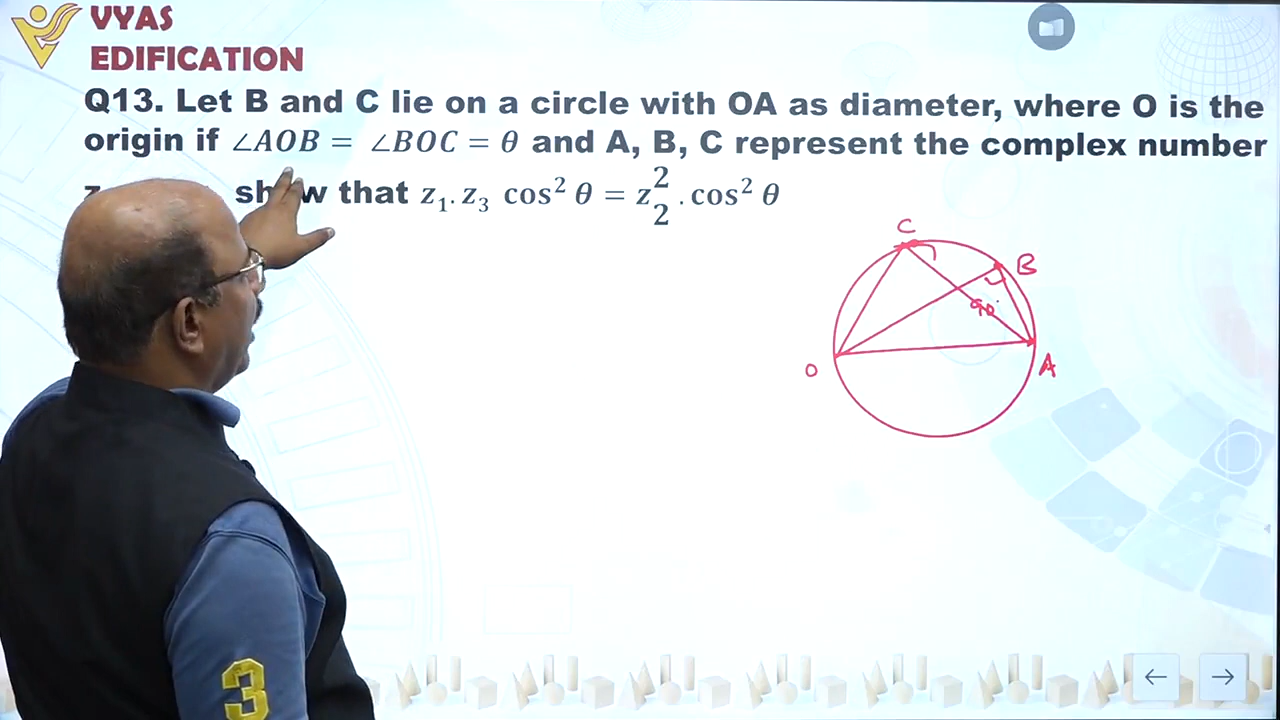 VYAS
EDIFICATION
Q13. Let B and C lie on a circle with OA as diameter, where O is the
origin if ∠AOB = ∠BOC = θ and A, B, C represent the complex number
show that z₁. z₃ cos² θ = z₂² . cos² θ
C
B
90
O
A
3